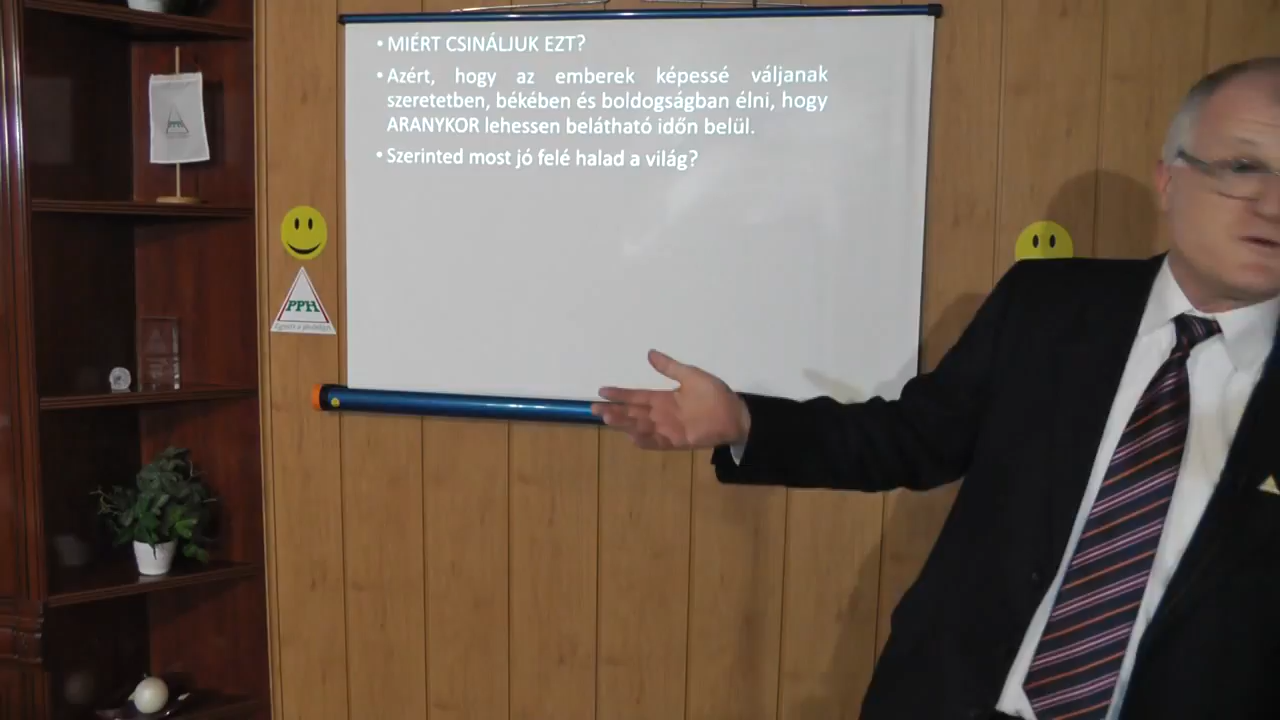 • MIÉRT CSINÁLJUK EZT?
• Azért, hogy az emberek képessé váljanak
szeretetben, békében és boldogságban élni, hogy
ARANYKOR lehessen belátható időn belül.
• Szerinted most jó felé halad a világ?
PPH
PPH